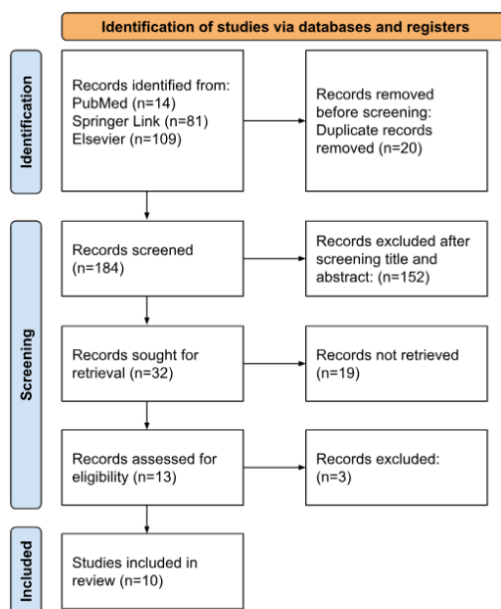 Identification of studies via databases and registers
Identification
Records identified from:
PubMed (n=14)
Springer Link (n=81)
Elsevier (n=109)
Records removed
before screening:
Duplicate records
removed (n=20)
Screening
Records screened
(n=184)
Records excluded after
screening title and
abstract: (n=152)
Records sought for
retrieval (n=32)
Records not retrieved
(n=19)
Records assessed for
eligibility (n=13)
Records excluded:
(n=3)
Included
Studies included in
review (n=10)